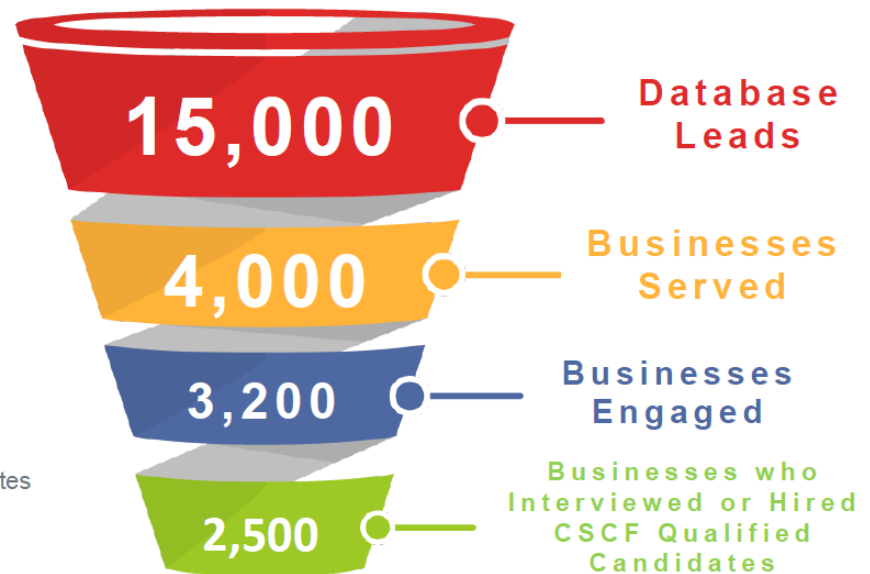 15,000
Database
Leads
4,000
Businesses
Served
3,200
Businesses
Engaged
tes
2,500
Businesses who
Interviewed or Hired
CSCF Qualified
Candidates